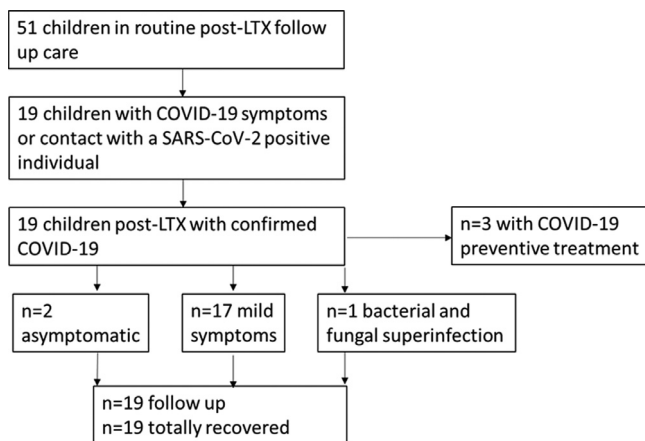 51 children in routine post-LTX follow
up care
19 children with COVID-19 symptoms
or contact with a SARS-CoV-2 positive
individual
19 children post-LTX with confirmed
COVID-19
n=3 with COVID-19
preventive treatment
n=2
asymptomatic
n=17 mild
symptoms
n=1 bacterial and
fungal superinfection
n=19 follow up
n=19 totally recovered